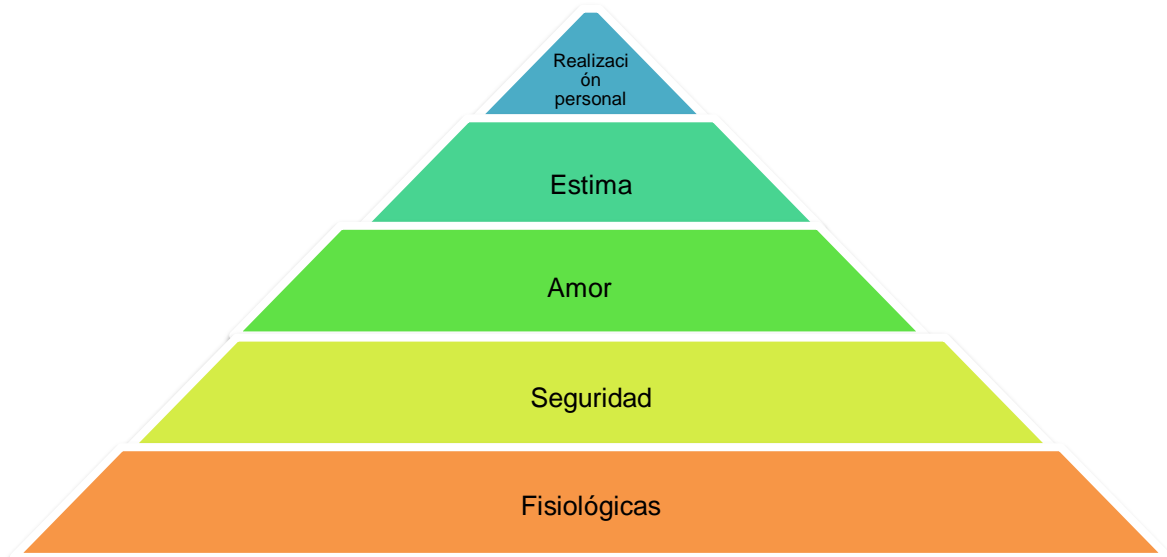 Realizaci
ón
personal
Estima
Amor
Seguridad
Fisiológicas